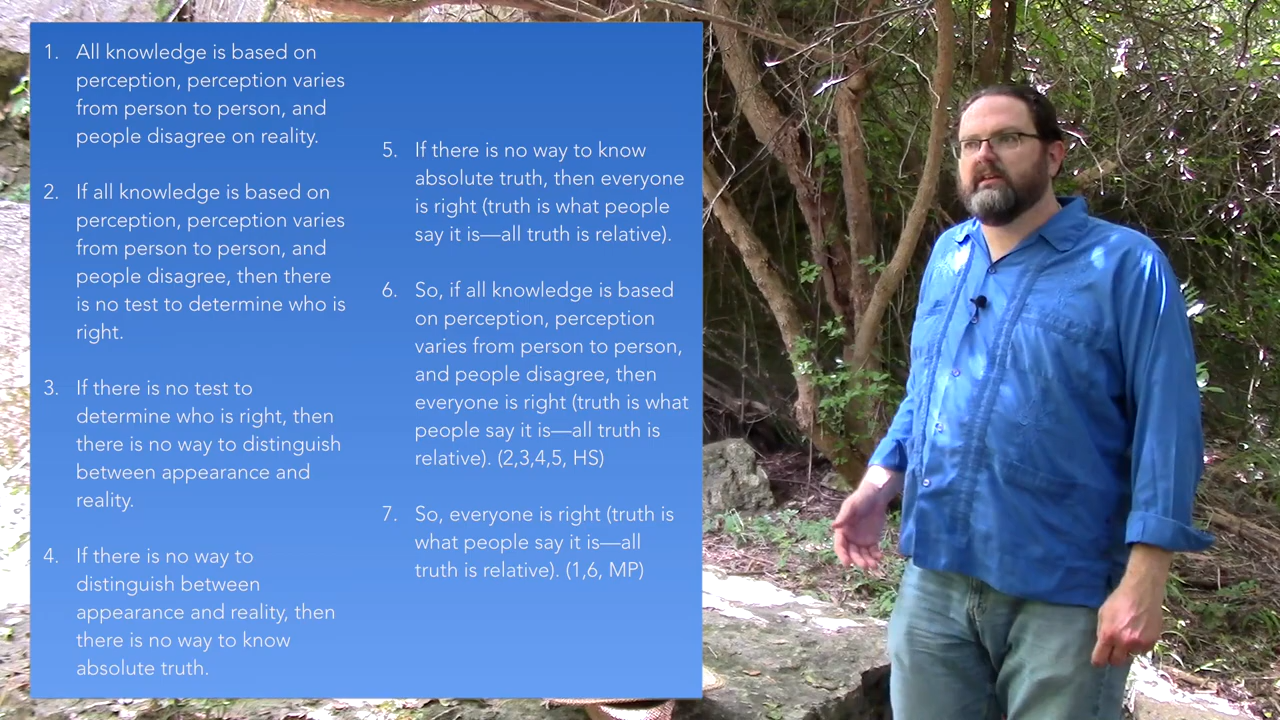 1. All knowledge is based on
perception, perception varies
from person to person, and
people disagree on reality.
2. If all knowledge is based on
perception, perception varies
from person to person, and
people disagree, then there
is no test to determine who is
right.
3. If there is no test to
determine who is right, then
there is no way to distinguish
between appearance and
reality.
4. If there is no way to
distinguish between
appearance and reality, then
there is no way to know
absolute truth.
5. If there is no way to know
absolute truth, then everyone
is right (truth is what people
say it is—all truth is relative).
6. So, if all knowledge is based
on perception, perception
varies from person to person,
and people disagree, then
everyone is right (truth is what
people say it is—all truth is
relative). (2,3,4,5, HS)
7. So, everyone is right (truth is
what people say it is—all
truth is relative). (1,6, MP)